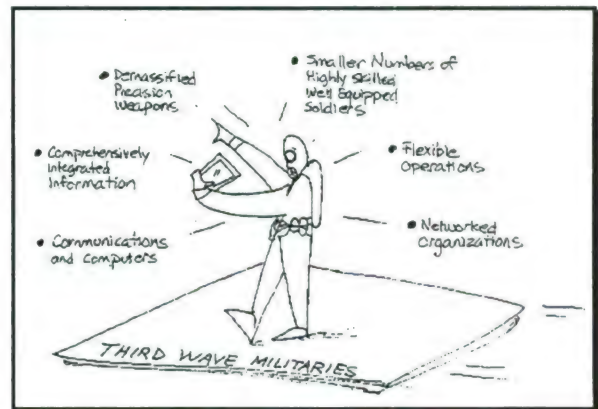 • Demassified
Precision
Weapons
• Smaller Numbers of
Highly Skilled
Well Equipped
Soldiers
• Comprehensively
Integrated
Information
• Flexible
Operations
• Communications
and Computers
• Networked
Organizations
THIRD WAVE MILITARIES